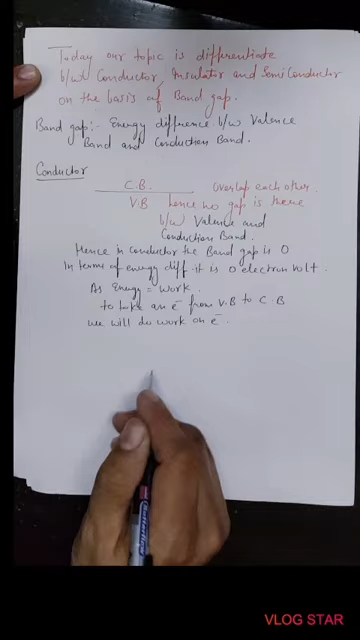 Today our topic is differentiate
b/w Conductor, Insulator and SemiConductor
on the basis of Band gap.
Band gap:- Energy difference b/w Valence
Band and Conduction Band.
Conductor
C.B. overlap each other.
V.B hence no gap is there
b/w Valence and
Conduction Band.
Hence in conductor the Band gap is 0
In terms of energy diff. it is 0 electron volt.
As Energy = Work.
to take an e⁻ from V.B to C.B
we will do work on e⁻.
Butterflow
VLOG STAR